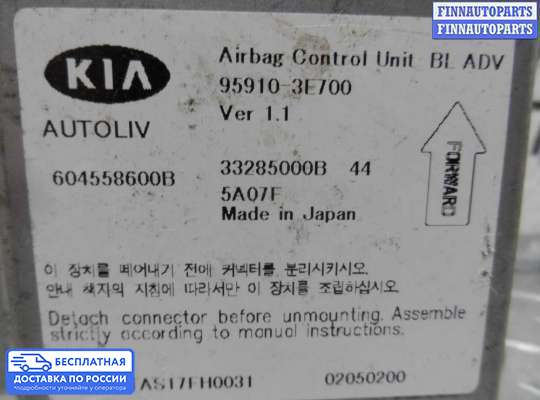 FINNAUTOPARTS
FINNAUTOPARTS
KIA
Airbag Control Unit BL ADV
95910-3E700
Ver 1.1
AUTOLIV
604558600B
33285000B 44
5A07F
Made in Japan
FORWARD
이 장치를 떼어내기 전에 커넥터를 분리시키시오.
안내 책자의 지침에 따라서만 이 장치를 조립하십시오.
Detach connector before unmounting. Assemble
strictly according to manual instructions.
БЕСПЛАТНАЯ
ДОСТАВКА ПО РОССИИ
подробности уточняйте у оператора
AS17FH0031
02050200